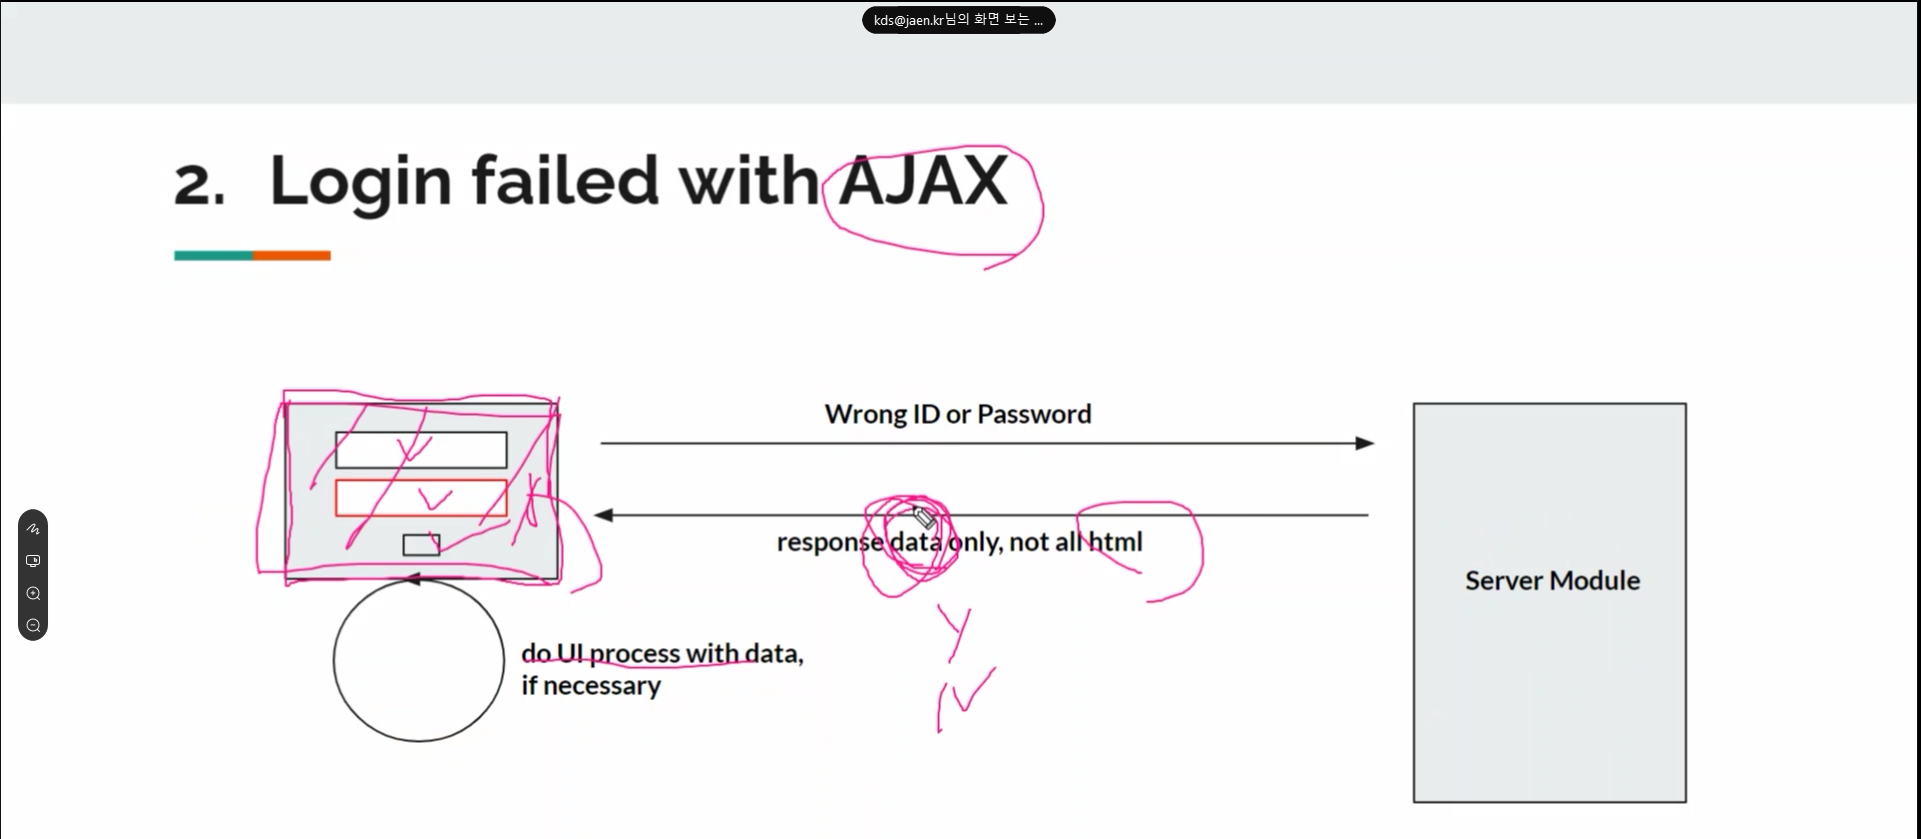 kds@jaen.kr님의 화면 보는 ...
2. Login failed with AJAX
Wrong ID or Password
response data only, not all html
Server Module
do UI process with data,
if necessary
Y
N